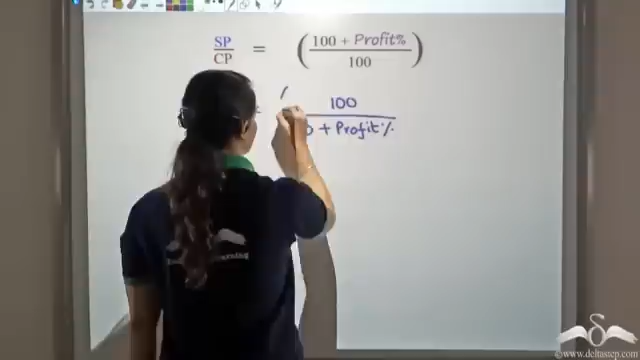 SP/CP = ( (100 + Profit%) / 100 )
100 / + Profit%
www.deltastep.com